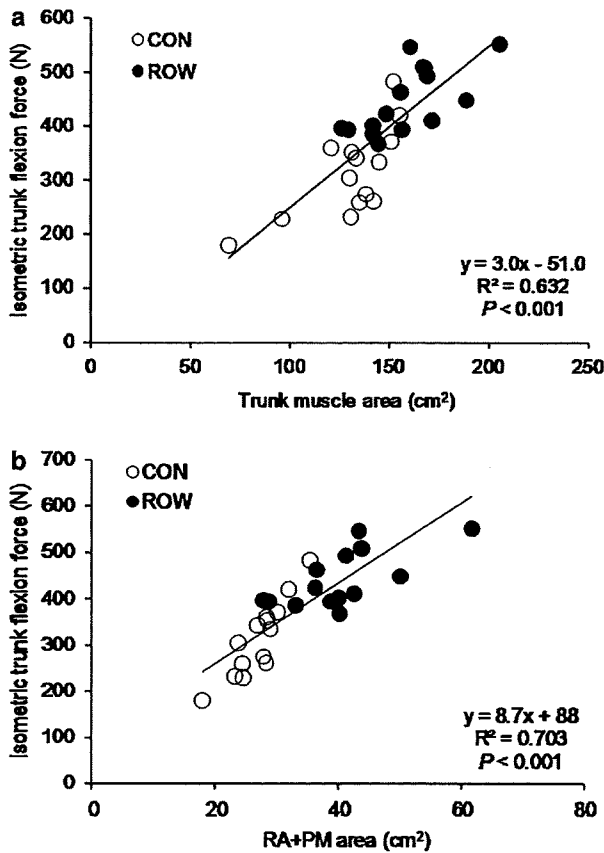 a
CON
ROW
Isometric trunk flexion force (N)
600
500
400
300
200
100
0
y = 3.0x - 51.0
R² = 0.632
P < 0.001
0 50 100 150 200 250
Trunk muscle area (cm²)
b
CON
ROW
Isometric trunk flexion force (N)
700
600
500
400
300
200
100
0
y = 8.7x + 88
R² = 0.703
P < 0.001
0 20 40 60 80
RA+PM area (cm²)